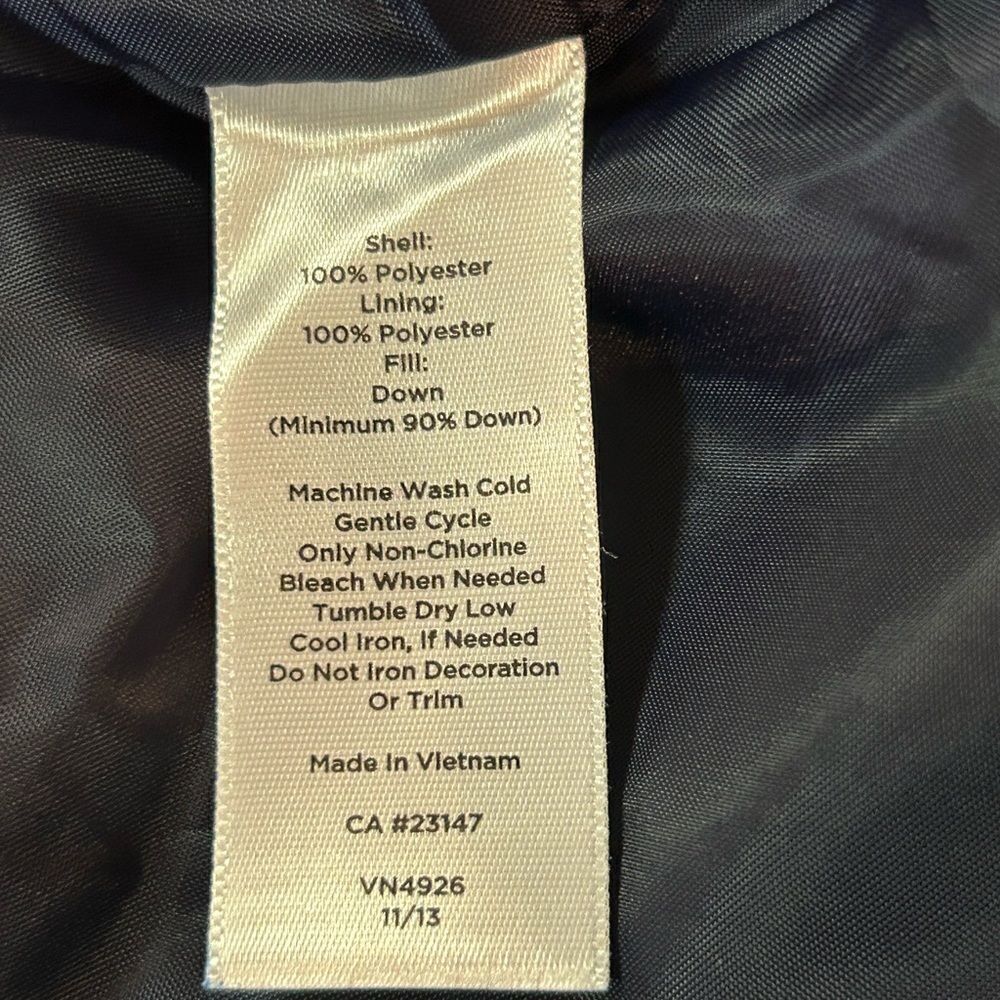 Shell:
100% Polyester
Lining:
100% Polyester
Fill:
Down
(Minimum 90% Down)
Machine Wash Cold
Gentle Cycle
Only Non-Chlorine
Bleach When Needed
Tumble Dry Low
Cool Iron, If Needed
Do Not Iron Decoration
Or Trim
Made In Vietnam
CA #23147
VN4926
11/13